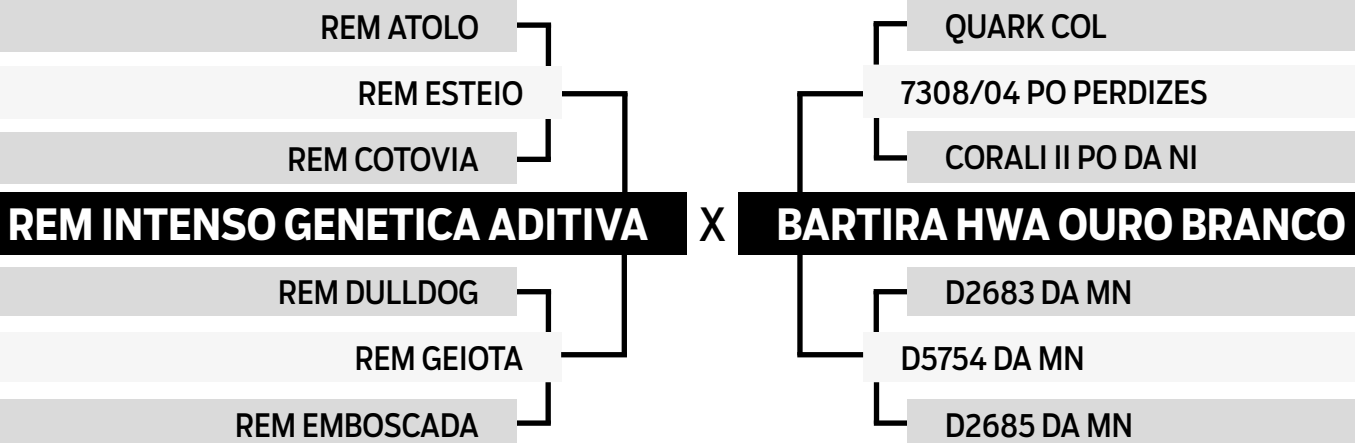 REM ATOLO
QUARK COL
REM ESTEIO
7308/04 PO PERDIZES
REM COTOVIA
CORALI II PO DA NI
REM INTENSO GENETICA ADITIVA X BARTIRA HWA OURO BRANCO
REM DULLDOG
D2683 DA MN
REM GEIOTA
D5754 DA MN
REM EMBOSCADA
D2685 DA MN